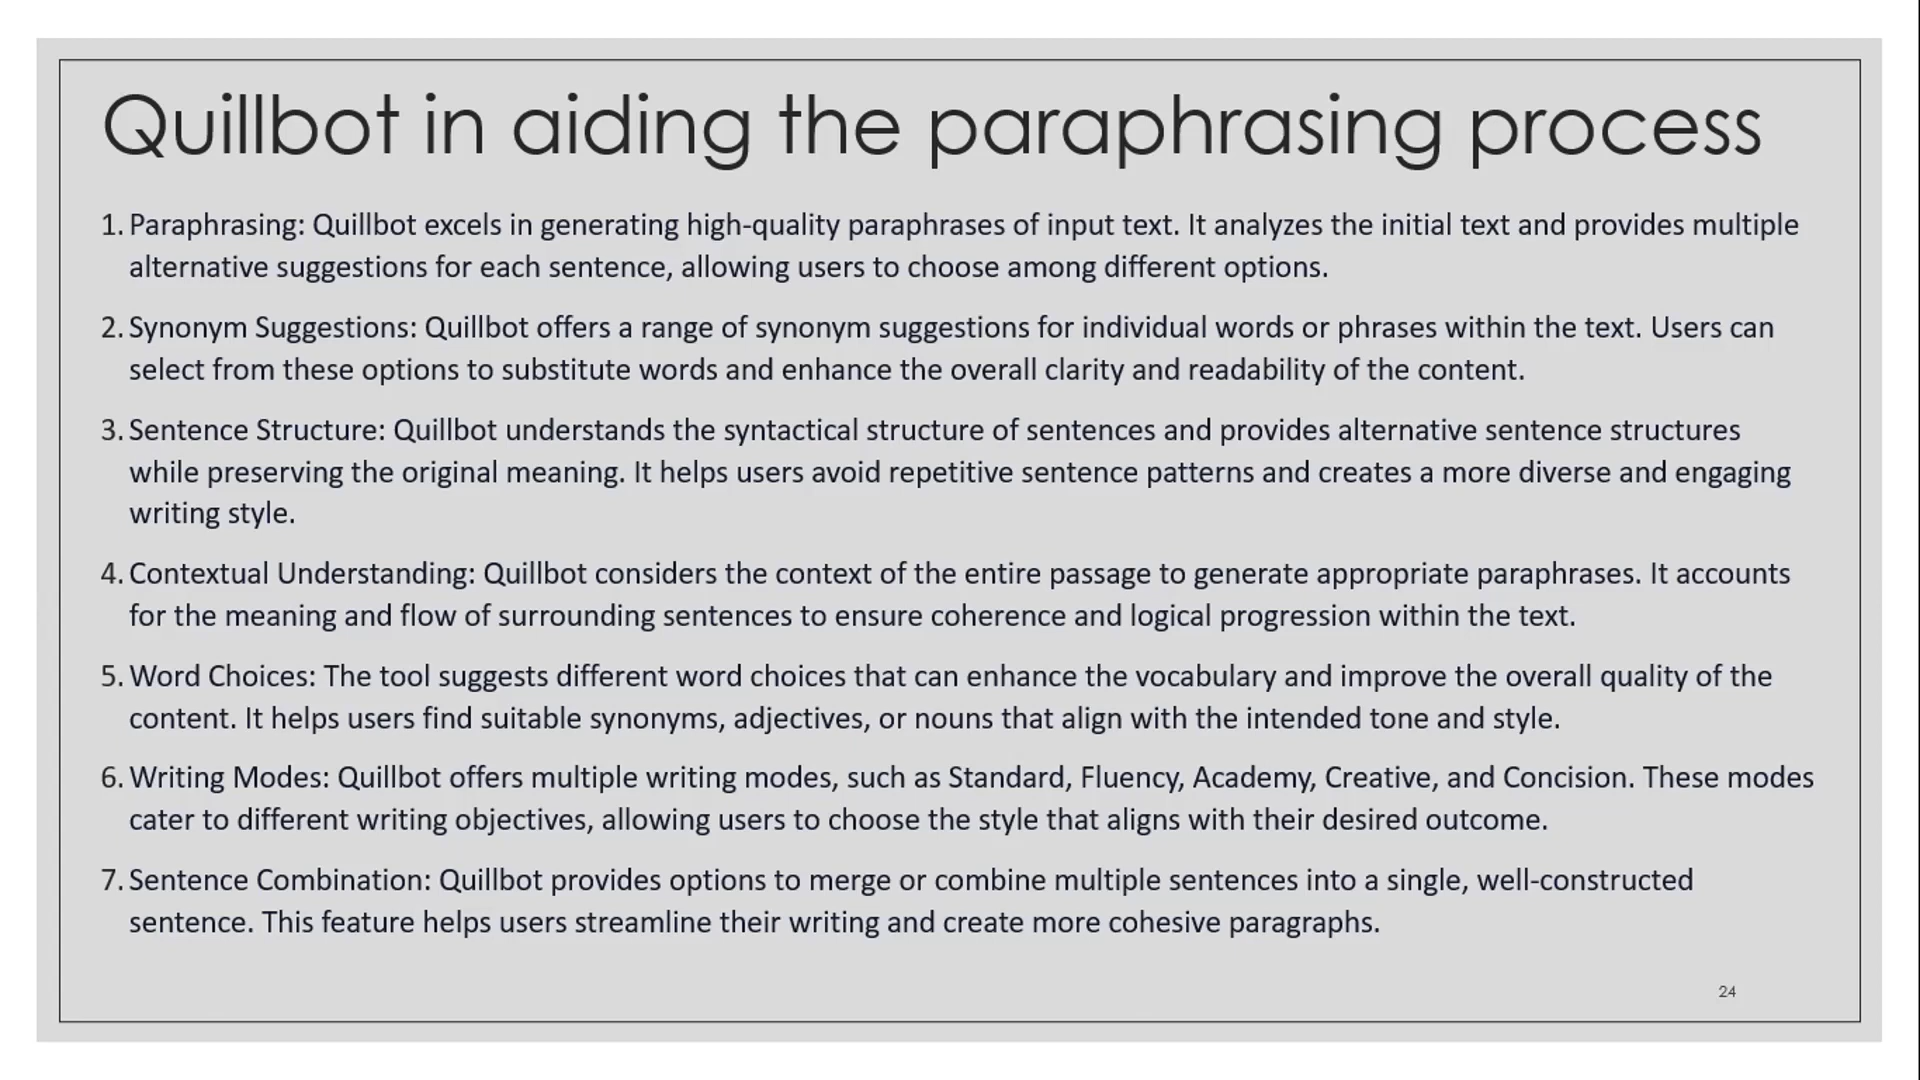 Quillbot in aiding the paraphrasing process
1. Paraphrasing: Quillbot excels in generating high-quality paraphrases of input text. It analyzes the initial text and provides multiple
alternative suggestions for each sentence, allowing users to choose among different options.
2. Synonym Suggestions: Quillbot offers a range of synonym suggestions for individual words or phrases within the text. Users can
select from these options to substitute words and enhance the overall clarity and readability of the content.
3. Sentence Structure: Quillbot understands the syntactical structure of sentences and provides alternative sentence structures
while preserving the original meaning. It helps users avoid repetitive sentence patterns and creates a more diverse and engaging
writing style.
4. Contextual Understanding: Quillbot considers the context of the entire passage to generate appropriate paraphrases. It accounts
for the meaning and flow of surrounding sentences to ensure coherence and logical progression within the text.
5. Word Choices: The tool suggests different word choices that can enhance the vocabulary and improve the overall quality of the
content. It helps users find suitable synonyms, adjectives, or nouns that align with the intended tone and style.
6. Writing Modes: Quillbot offers multiple writing modes, such as Standard, Fluency, Academy, Creative, and Concision. These modes
cater to different writing objectives, allowing users to choose the style that aligns with their desired outcome.
7. Sentence Combination: Quillbot provides options to merge or combine multiple sentences into a single, well-constructed
sentence. This feature helps users streamline their writing and create more cohesive paragraphs.
24